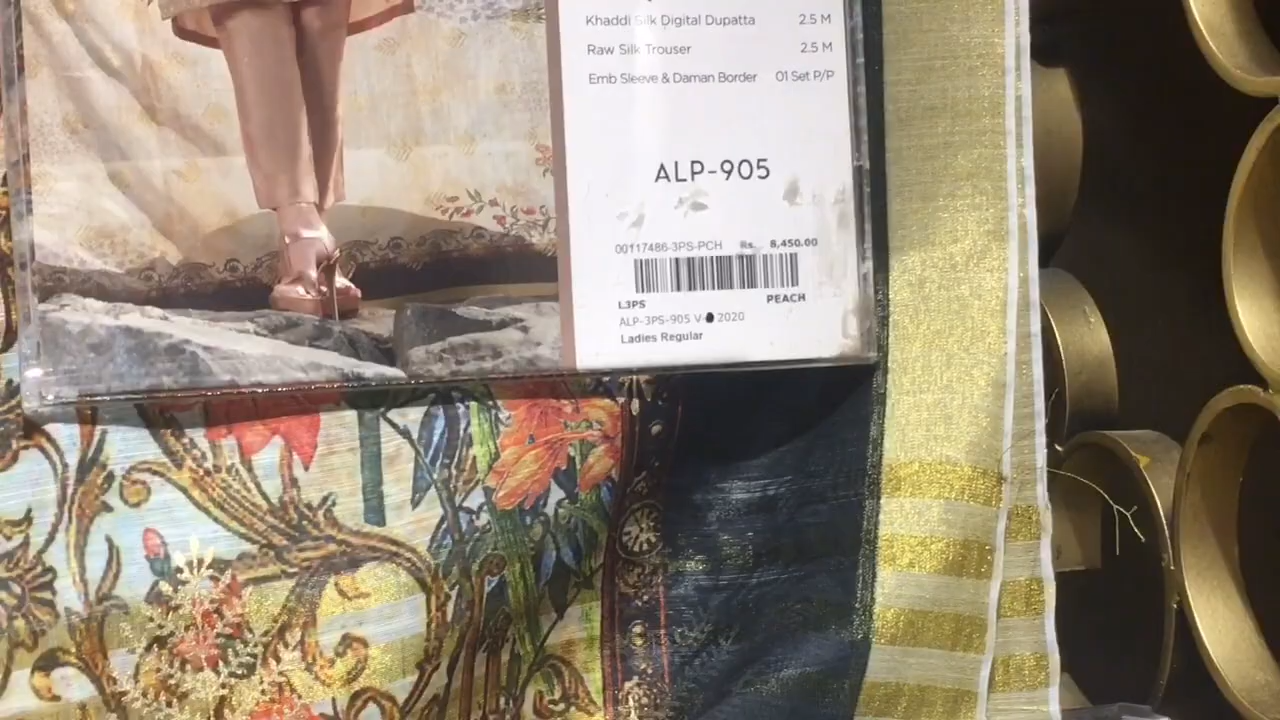 Khaddi Silk Digital Dupatta 2.5 M
Raw Silk Trouser 2.5 M
Emb Sleeve & Daman Border 01 Set P/P
ALP-905
00117486-3PS-PCH Rs. 8,450.00
L3PS PEACH
ALP-3PS-905 V- 2020
Ladies Regular